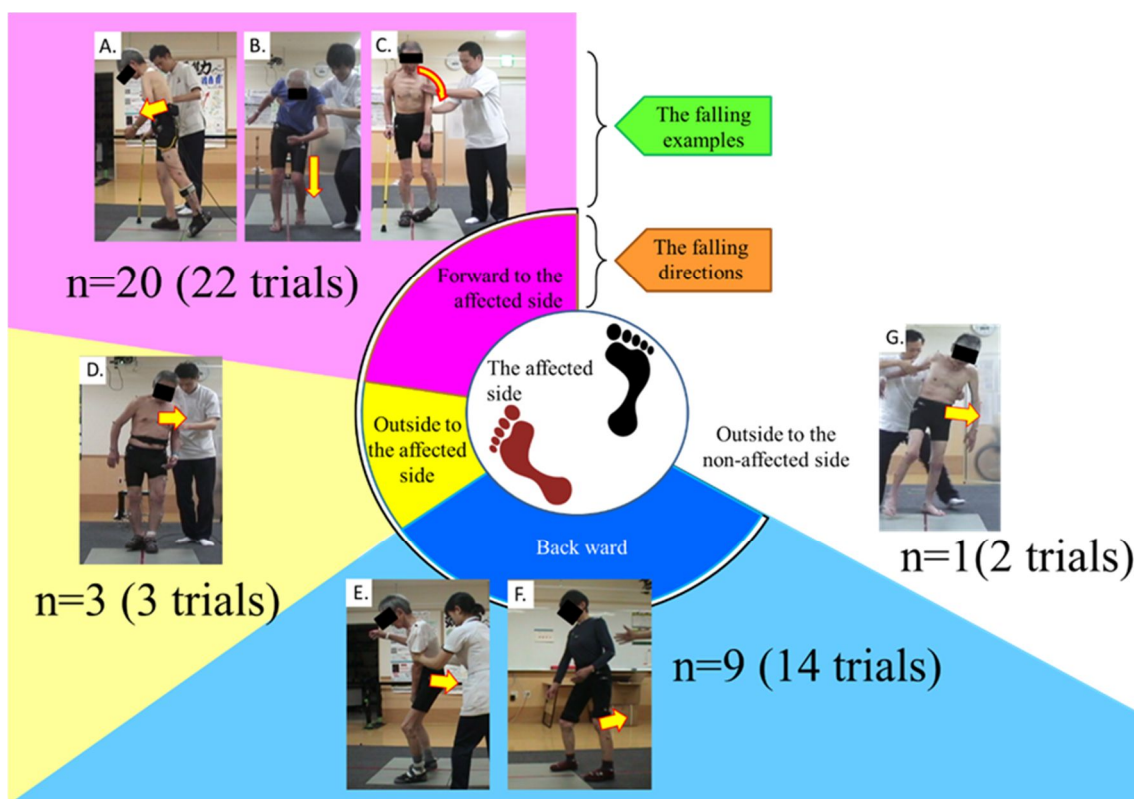 A.
B.
C.
The falling
examples
The falling
directions
n=20 (22 trials)
Forward to the
affected side
The affected
side
D.
Outside to
the affected
side
Outside to the
non-affected side
G.
n=1(2 trials)
n=3 (3 trials)
Back ward
E.
F.
n=9 (14 trials)